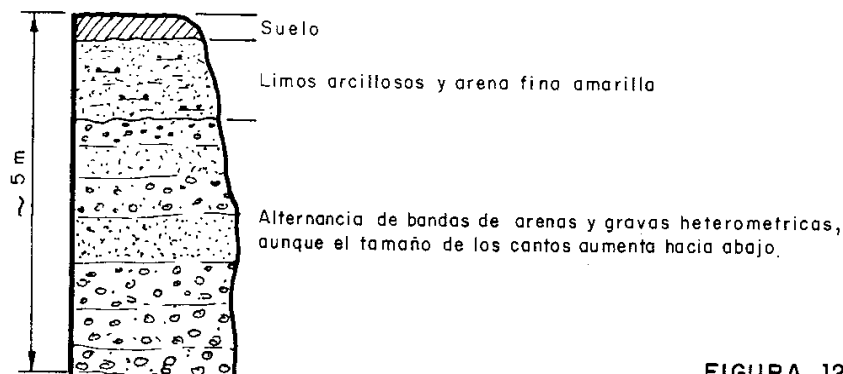 Suelo
Limos arcillosos y arena fina amarilla
~ 5 m
Alternancia de bandas de arenas y gravas heterometricas,
aunque el tamaño de los cantos aumenta hacia abajo.
FIGURA 12